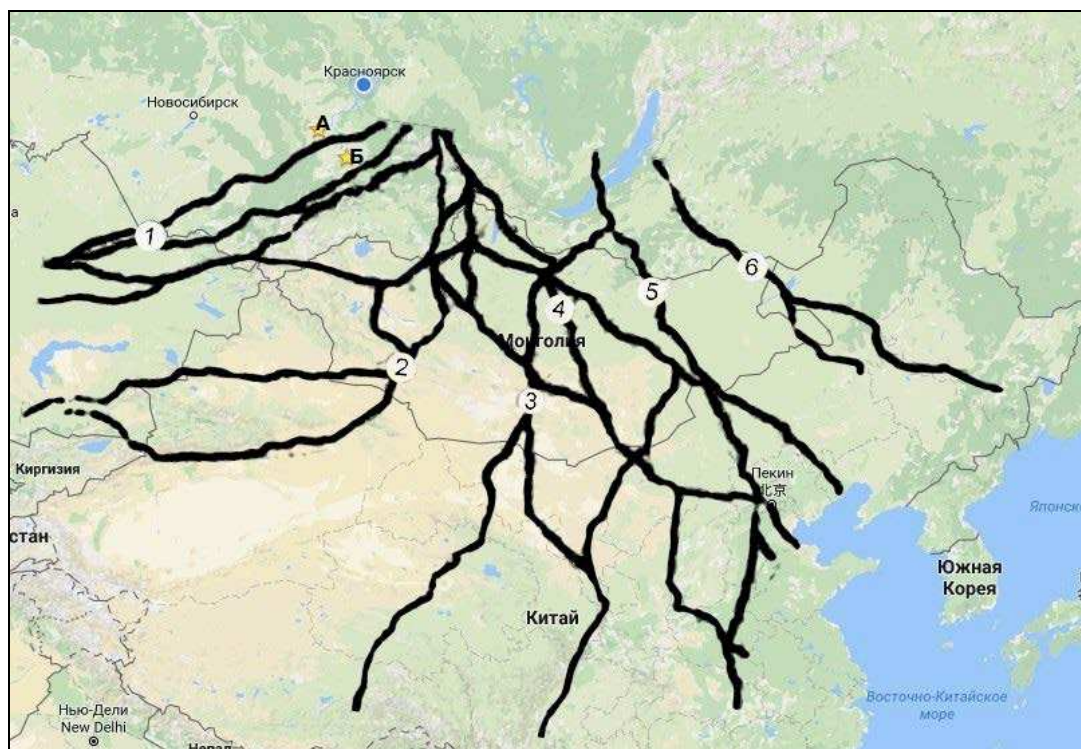 Красноярск
Новосибирск
А
Б
а
1
6
5
4
Монголия
2
3
Киргизия
Пекин
北京
Японско
стан
Южная
Корея
Китай
Нью-Дели
New Delhi
Восточно-Китайское
море
Непал